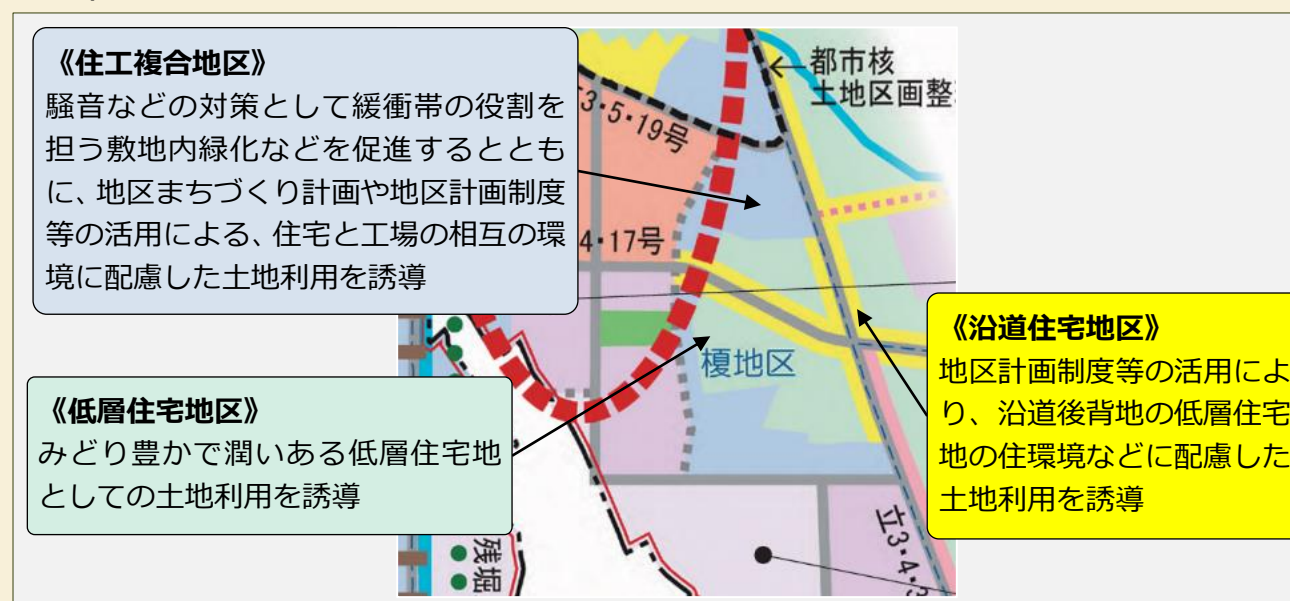 《住工複合地区》
騒音などの対策として緩衝帯の役割を
担う敷地内緑化などを促進するととも
に、地区まちづくり計画や地区計画制度
等の活用による、住宅と工場の相互の環
境に配慮した土地利用を誘導
都市核
土地区画整
3・5・19号
4・17号
榎地区
《沿道住宅地区》
地区計画制度等の活用によ
り、沿道後背地の低層住宅
地の住環境などに配慮した
土地利用を誘導
《低層住宅地区》
みどり豊かで潤いある低層住宅地
としての土地利用を誘導
残堀
立3・4・3